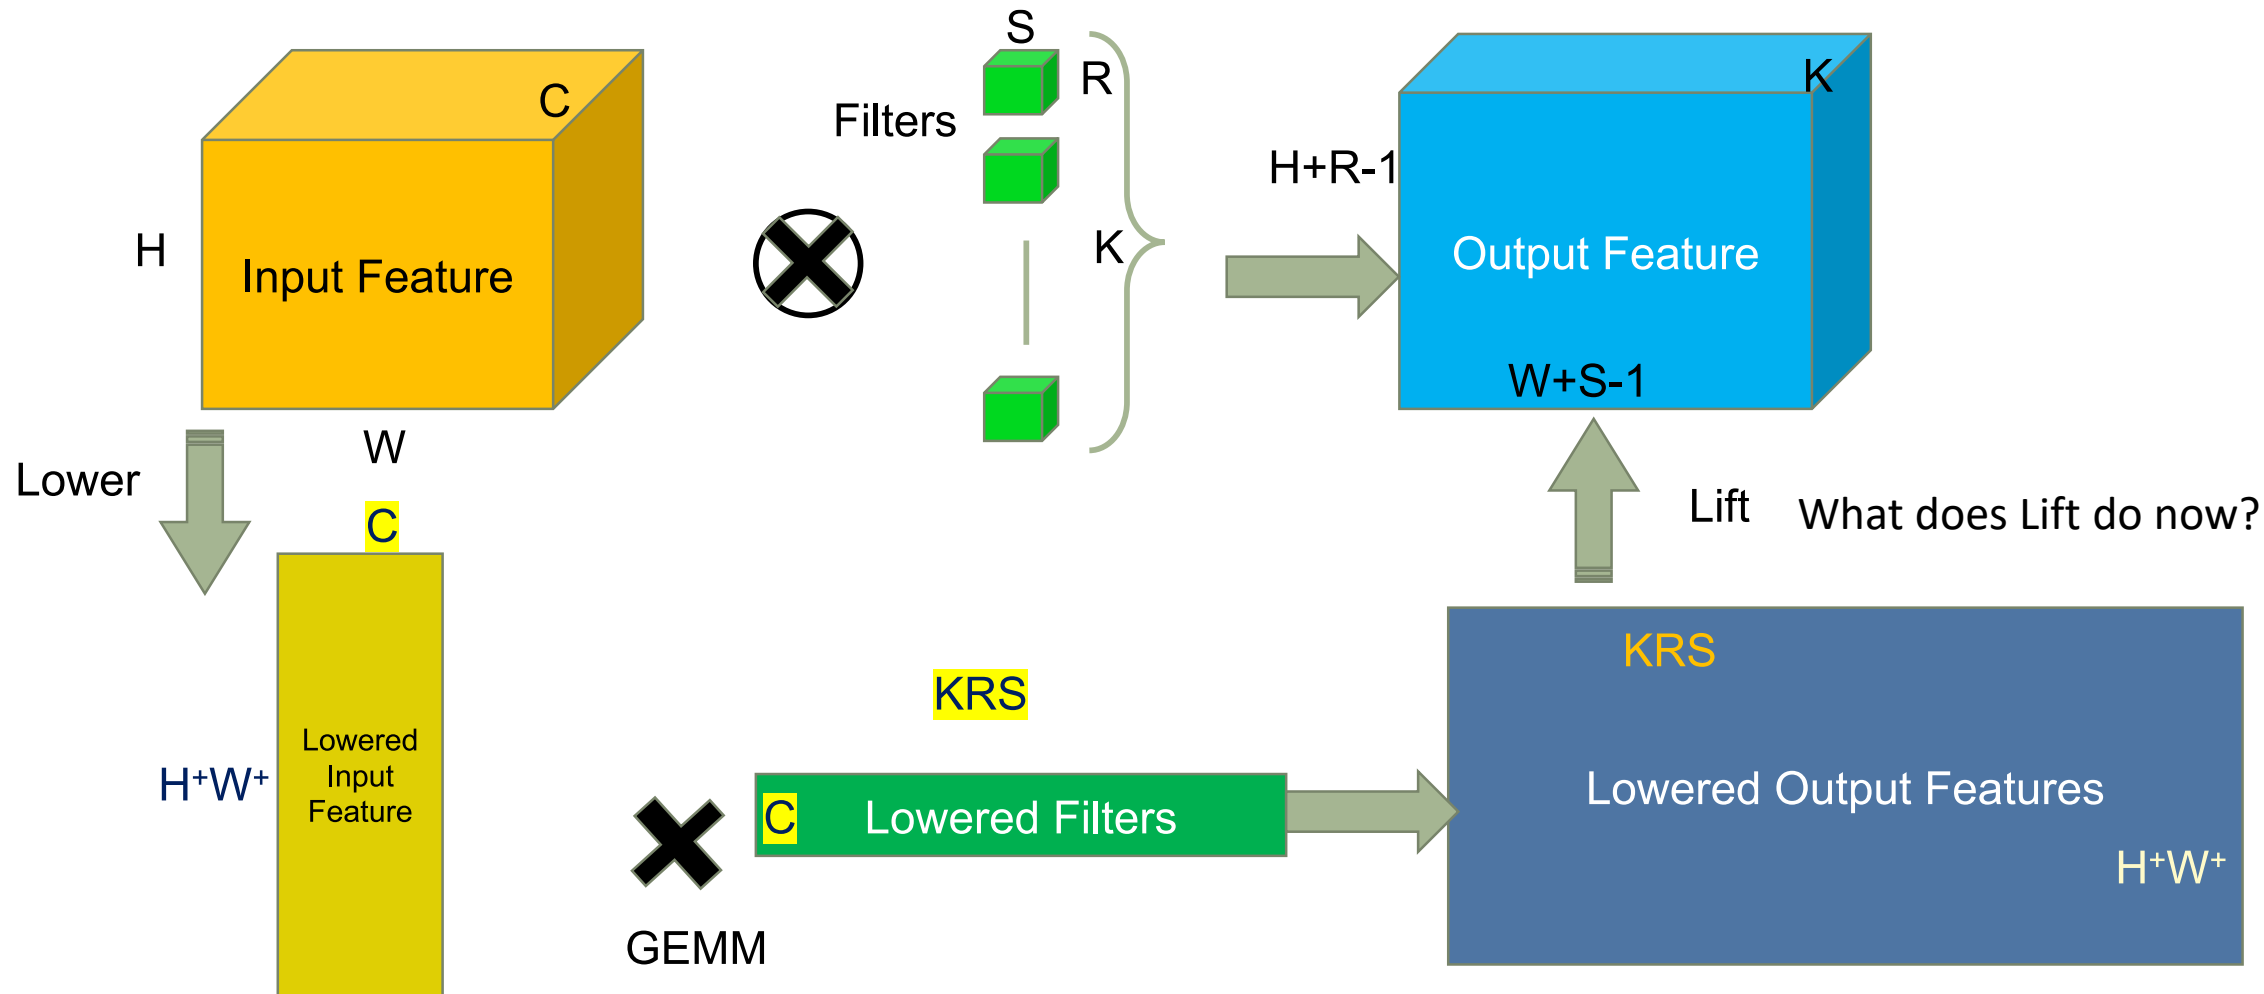 S
C
R
K
Filters
H+R-1
H
Input Feature
K
Output Feature
W+S-1
W
Lower
C
Lift
What does Lift do now?
KRS
KRS
Lowered
Input
Feature
H⁺W⁺
C
Lowered Filters
Lowered Output Features
H⁺W⁺
GEMM